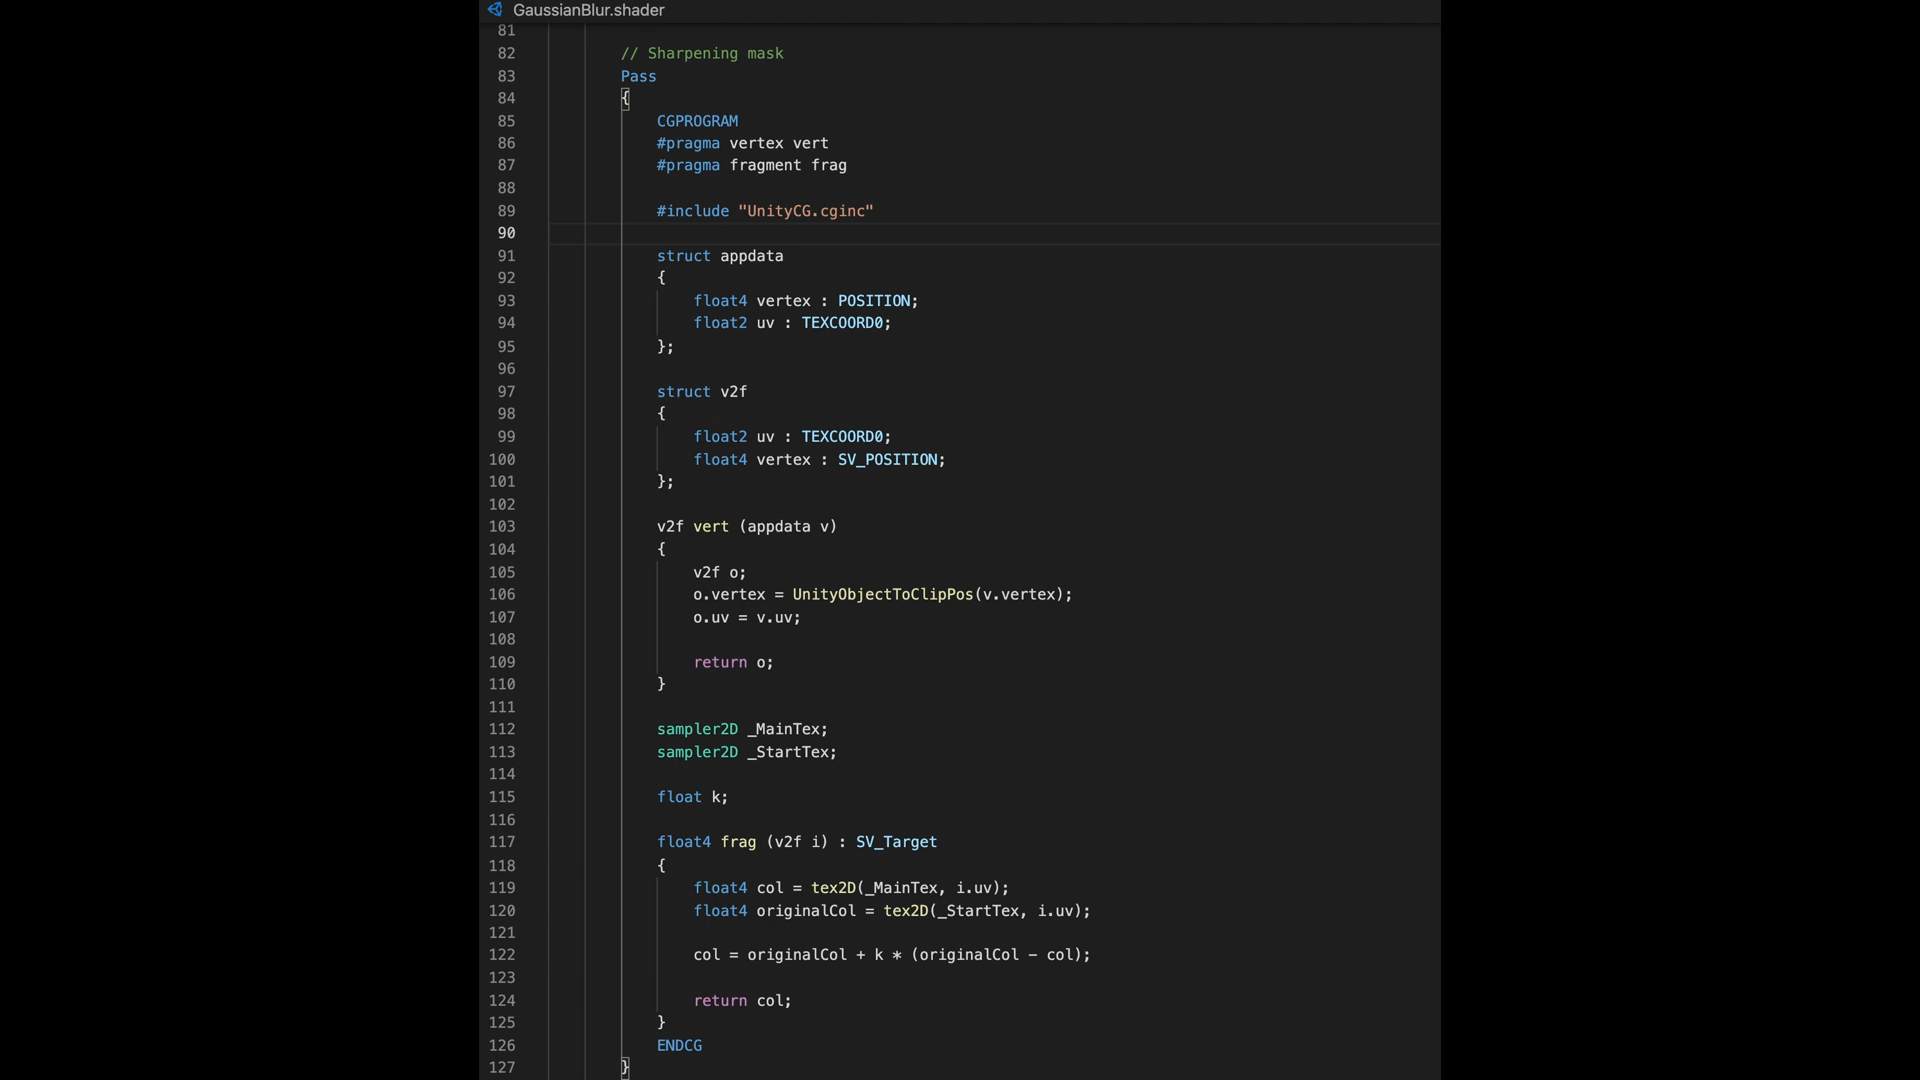 GaussianBlur.shader
81
82 // Sharpening mask
83 Pass
84 {
85 CGPROGRAM
86 #pragma vertex vert
87 #pragma fragment frag
88
89 #include "UnityCG.cginc"
90
91 struct appdata
92 {
93 float4 vertex : POSITION;
94 float2 uv : TEXCOORD0;
95 };
96
97 struct v2f
98 {
99 float2 uv : TEXCOORD0;
100 float4 vertex : SV_POSITION;
101 };
102
103 v2f vert (appdata v)
104 {
105 v2f o;
106 o.vertex = UnityObjectToClipPos(v.vertex);
107 o.uv = v.uv;
108
109 return o;
110 }
111
112 sampler2D _MainTex;
113 sampler2D _StartTex;
114
115 float k;
116
117 float4 frag (v2f i) : SV_Target
118 {
119 float4 col = tex2D(_MainTex, i.uv);
120 float4 originalCol = tex2D(_StartTex, i.uv);
121
122 col = originalCol + k * (originalCol − col);
123
124 return col;
125 }
126 ENDCG
127 }